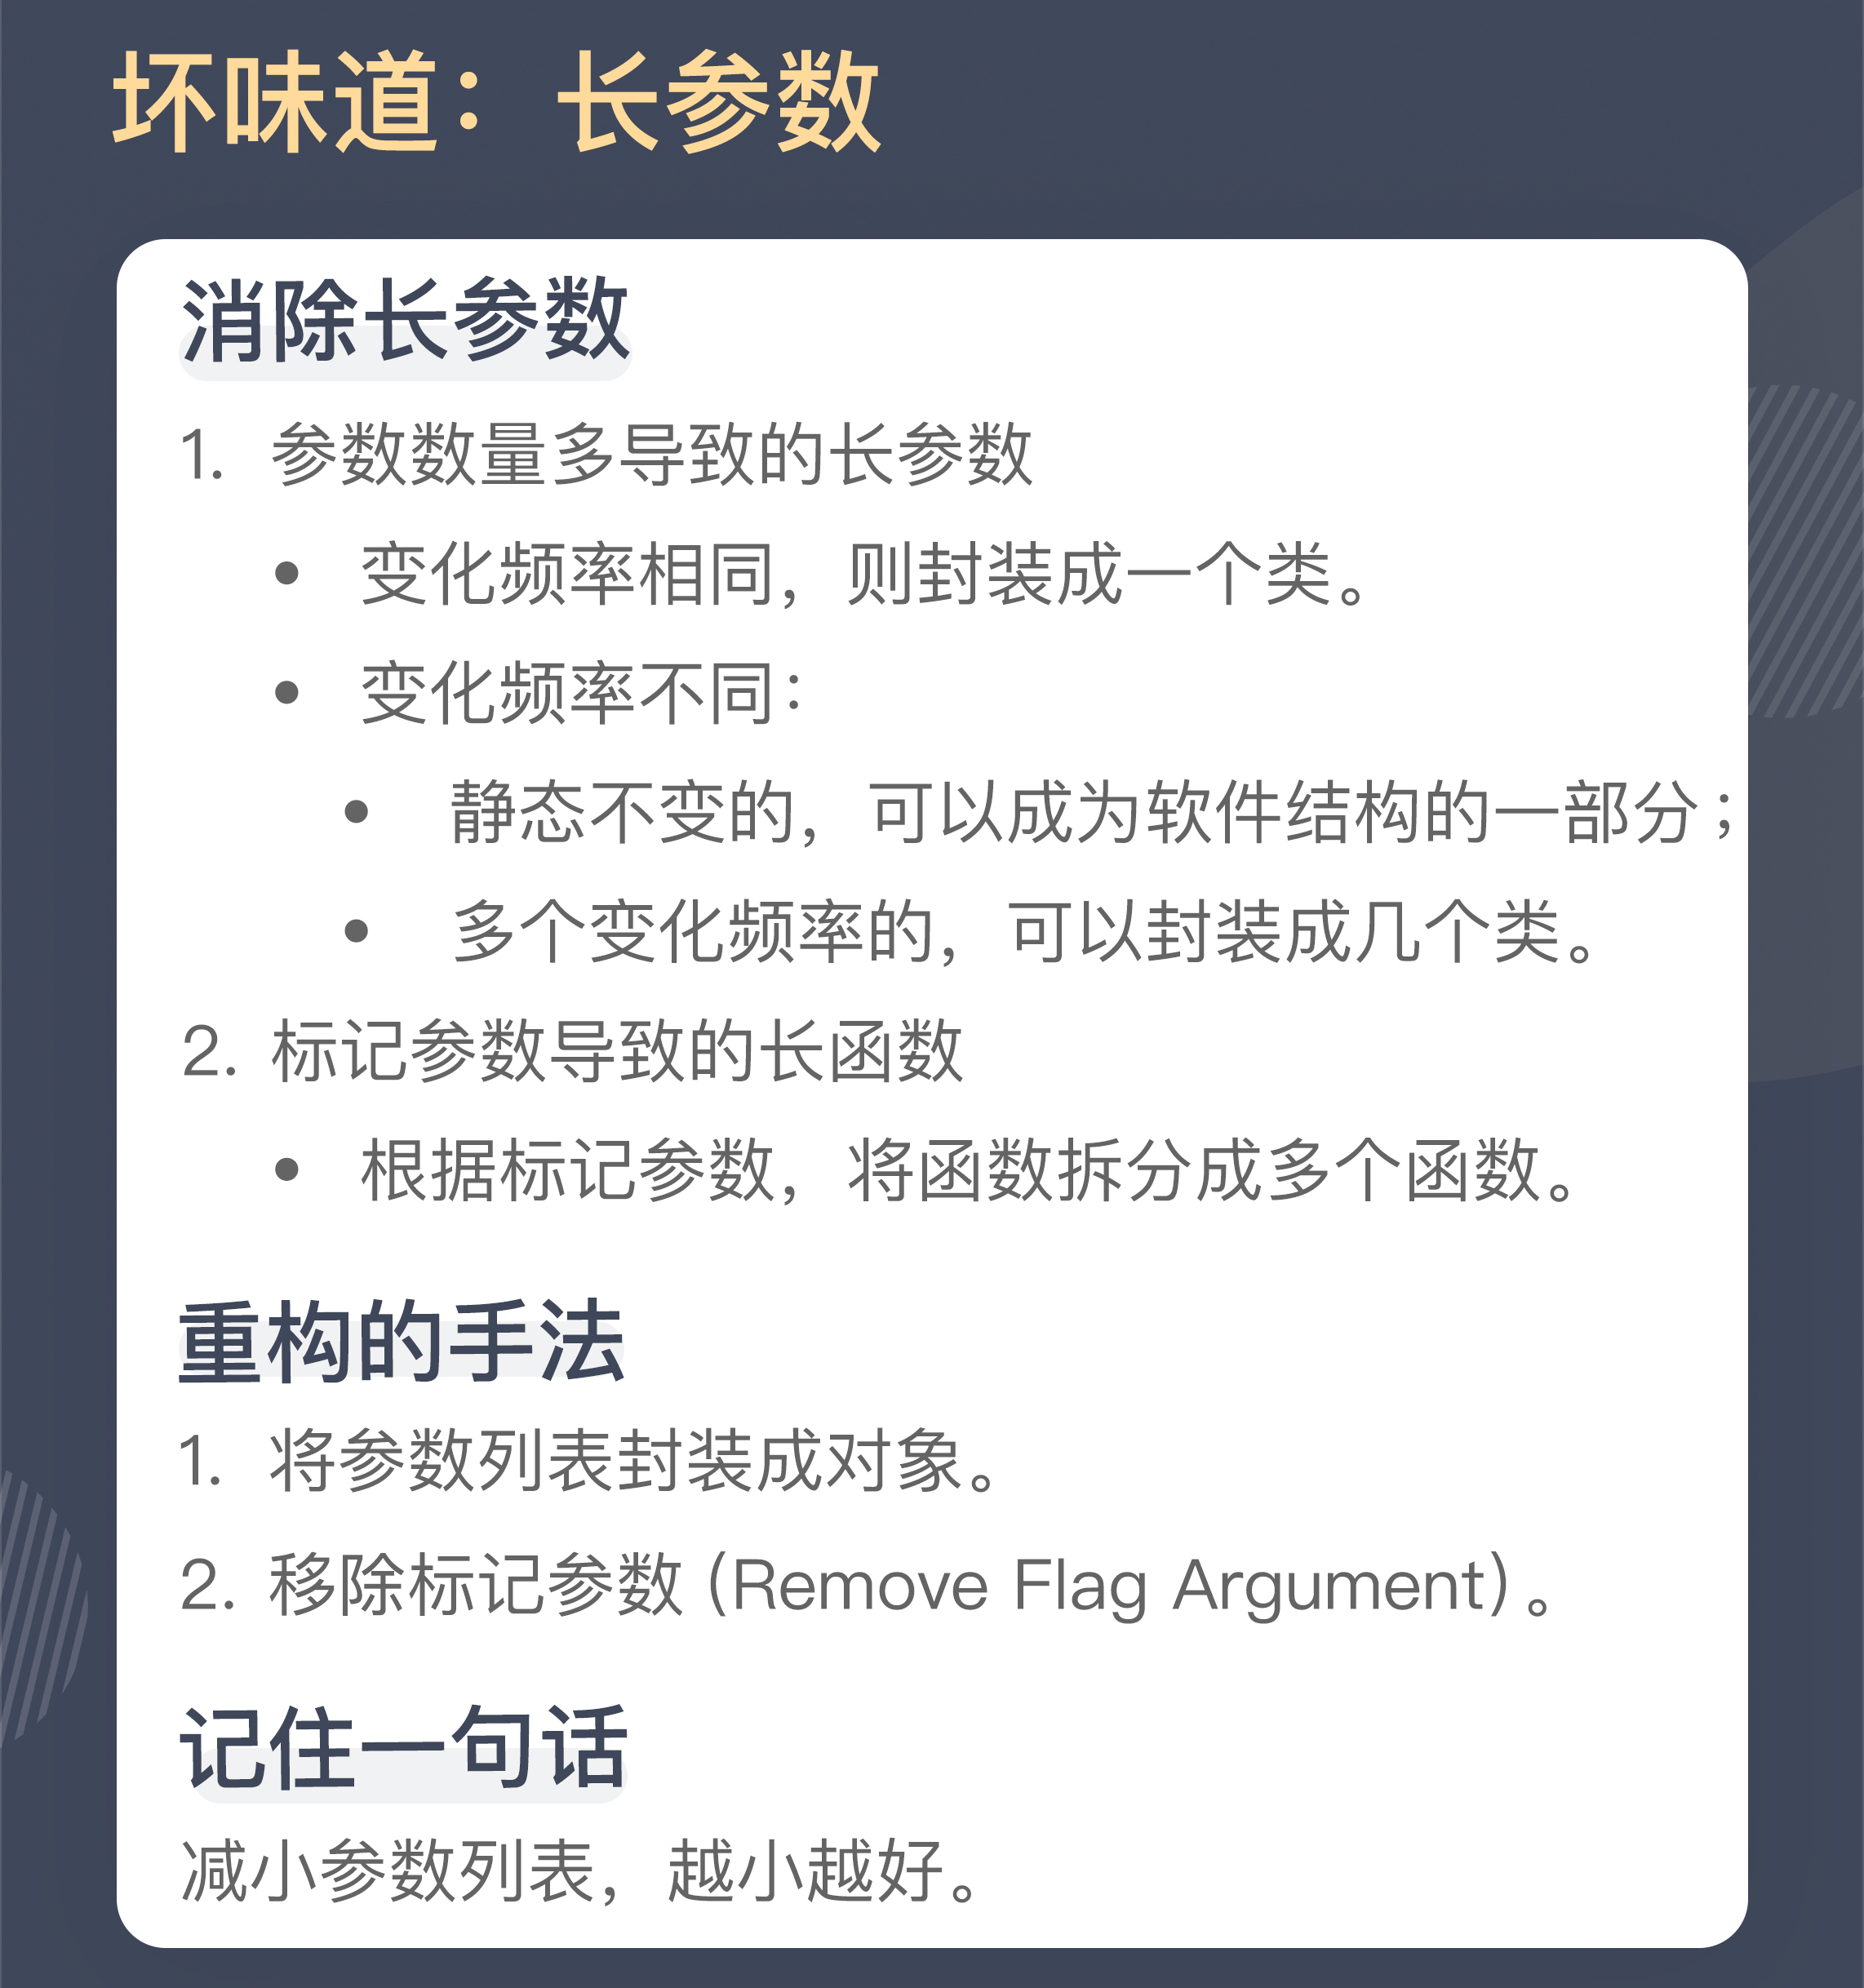 坏味道：长参数
消除长参数
1. 参数数量多导致的长参数
• 变化频率相同，则封装成一个类。
• 变化频率不同：
• 静态不变的，可以成为软件结构的一部分；
• 多个变化频率的，可以封装成几个类。
2. 标记参数导致的长函数
• 根据标记参数，将函数拆分成多个函数。
重构的手法
1. 将参数列表封装成对象。
2. 移除标记参数（Remove Flag Argument）。
记住一句话
减小参数列表，越小越好。